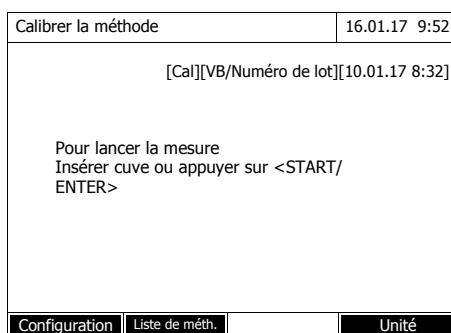 Calibrer la méthode 16.01.17 9:52
[Cal][VB/Numéro de lot][10.01.17 8:32]
Pour lancer la mesure
Insérer cuve ou appuyer sur <START/
ENTER>
Configuration Liste de méth. Unité